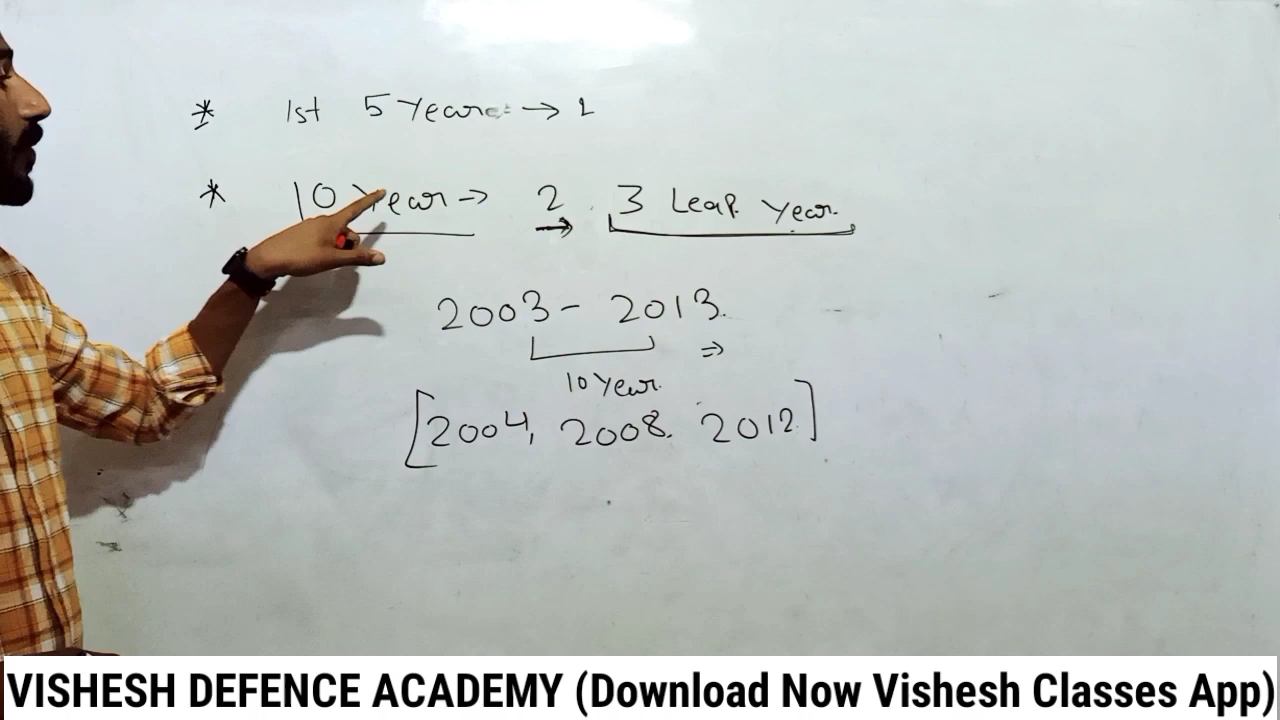 * 1st 5 Years → 1
* 10 Year → 2 3 Leap Year.
2003 - 2013.
⇒
10 Year.
[2004, 2008. 2012]
VISHESH DEFENCE ACADEMY (Download Now Vishesh Classes App)